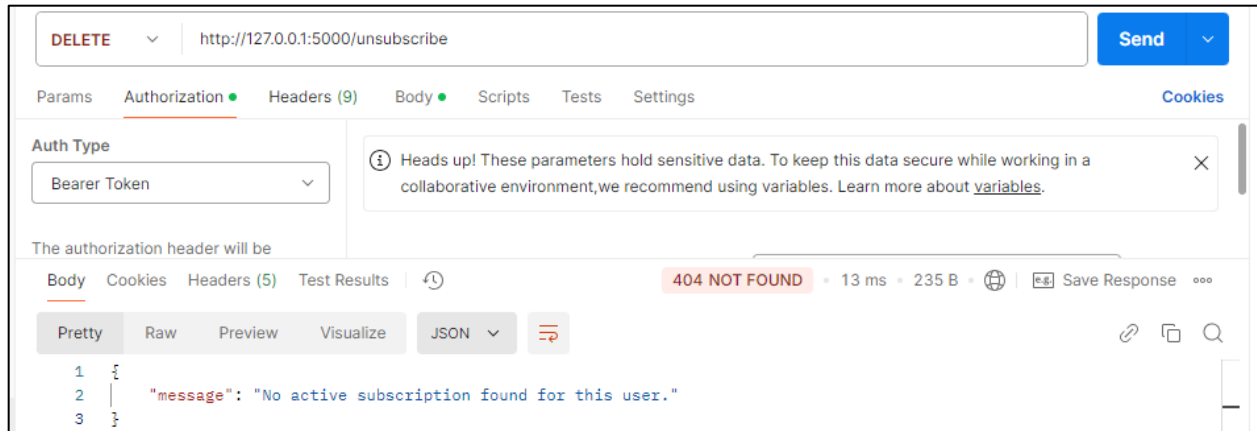 DELETE http://127.0.0.1:5000/unsubscribe Send
Params Authorization Headers (9) Body Scripts Tests Settings Cookies
Auth Type
Bearer Token
Heads up! These parameters hold sensitive data. To keep this data secure while working in a
collaborative environment,we recommend using variables. Learn more about variables.
The authorization header will be
Body Cookies Headers (5) Test Results 404 NOT FOUND 13 ms 235 B e.g. Save Response
Pretty Raw Preview Visualize JSON
1 {
2 "message": "No active subscription found for this user."
3 }